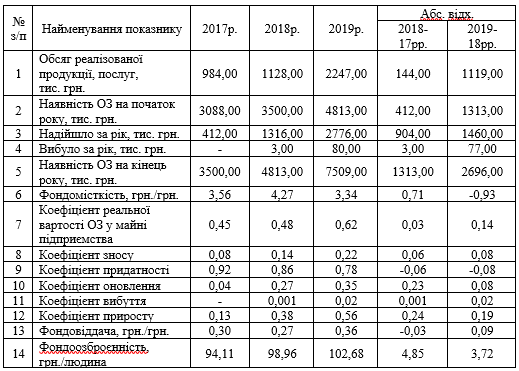 № з/п Найменування показнику 2017р. 2018р. 2019р. Абс. відх.
2018-17рр. 2019-18рр.
1 Обсяг реалізованої продукції, послуг, тис. грн. 984,00 1128,00 2247,00 144,00 1119,00
2 Наявність ОЗ на початок року, тис. грн. 3088,00 3500,00 4813,00 412,00 1313,00
3 Надійшло за рік, тис. грн. 412,00 1316,00 2776,00 904,00 1460,00
4 Вибуло за рік, тис. грн. - 3,00 80,00 3,00 77,00
5 Наявність ОЗ на кінець року, тис. грн. 3500,00 4813,00 7509,00 1313,00 2696,00
6 Фондомісткість, грн./грн. 3,56 4,27 3,34 0,71 -0,93
7 Коефіцієнт реальної вартості ОЗ у майні підприємства 0,45 0,48 0,62 0,03 0,14
8 Коефіцієнт зносу 0,08 0,14 0,22 0,06 0,08
9 Коефіцієнт придатності 0,92 0,86 0,78 -0,06 -0,08
10 Коефіцієнт оновлення 0,04 0,27 0,35 0,23 0,08
11 Коефіцієнт вибуття - 0,001 0,02 0,001 0,02
12 Коефіцієнт приросту 0,13 0,38 0,56 0,24 0,19
13 Фондовіддача, грн./грн. 0,30 0,27 0,36 -0,03 0,09
14 Фондоозброєнність, грн./людина 94,11 98,96 102,68 4,85 3,72